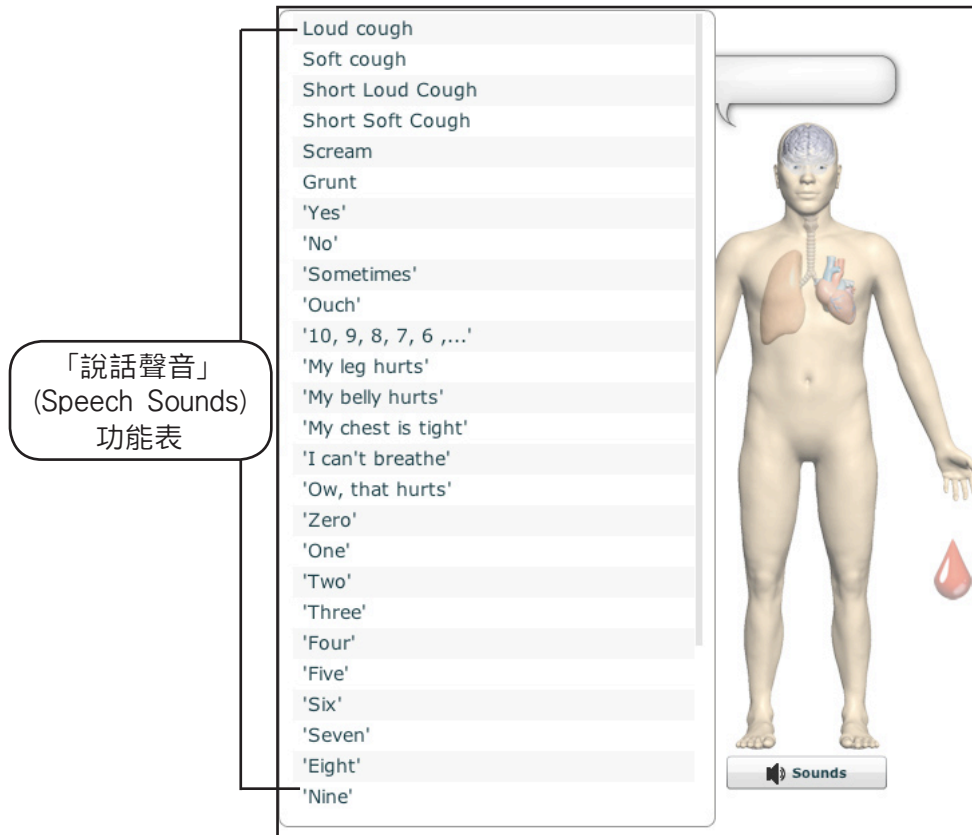 Loud cough
Soft cough
Short Loud Cough
Short Soft Cough
Scream
Grunt
'Yes'
'No'
'Sometimes'
'Ouch'
'10, 9, 8, 7, 6 ,...'
'My leg hurts'
'My belly hurts'
'My chest is tight'
'I can't breathe'
'Ow, that hurts'
'Zero'
'One'
'Two'
'Three'
'Four'
'Five'
'Six'
'Seven'
'Eight'
'Nine'
「說話聲音」
(Speech Sounds)
功能表
Sounds